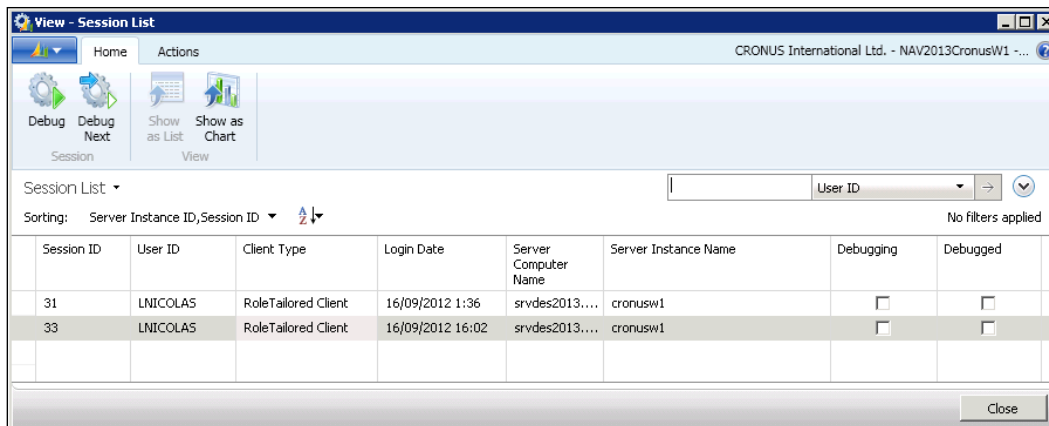 View - Session List
Home Actions CRONUS International Ltd. - NAV2013CronusW1 -...
Debug Debug Next Show as List Show as Chart
Session View
Session List User ID
Sorting: Server Instance ID,Session ID No filters applied
Session ID User ID Client Type Login Date Server Computer Name Server Instance Name Debugging Debugged
31 LNICOLAS RoleTailored Client 16/09/2012 1:36 srvdes2013.... cronusw1
33 LNICOLAS RoleTailored Client 16/09/2012 16:02 srvdes2013.... cronusw1
Close